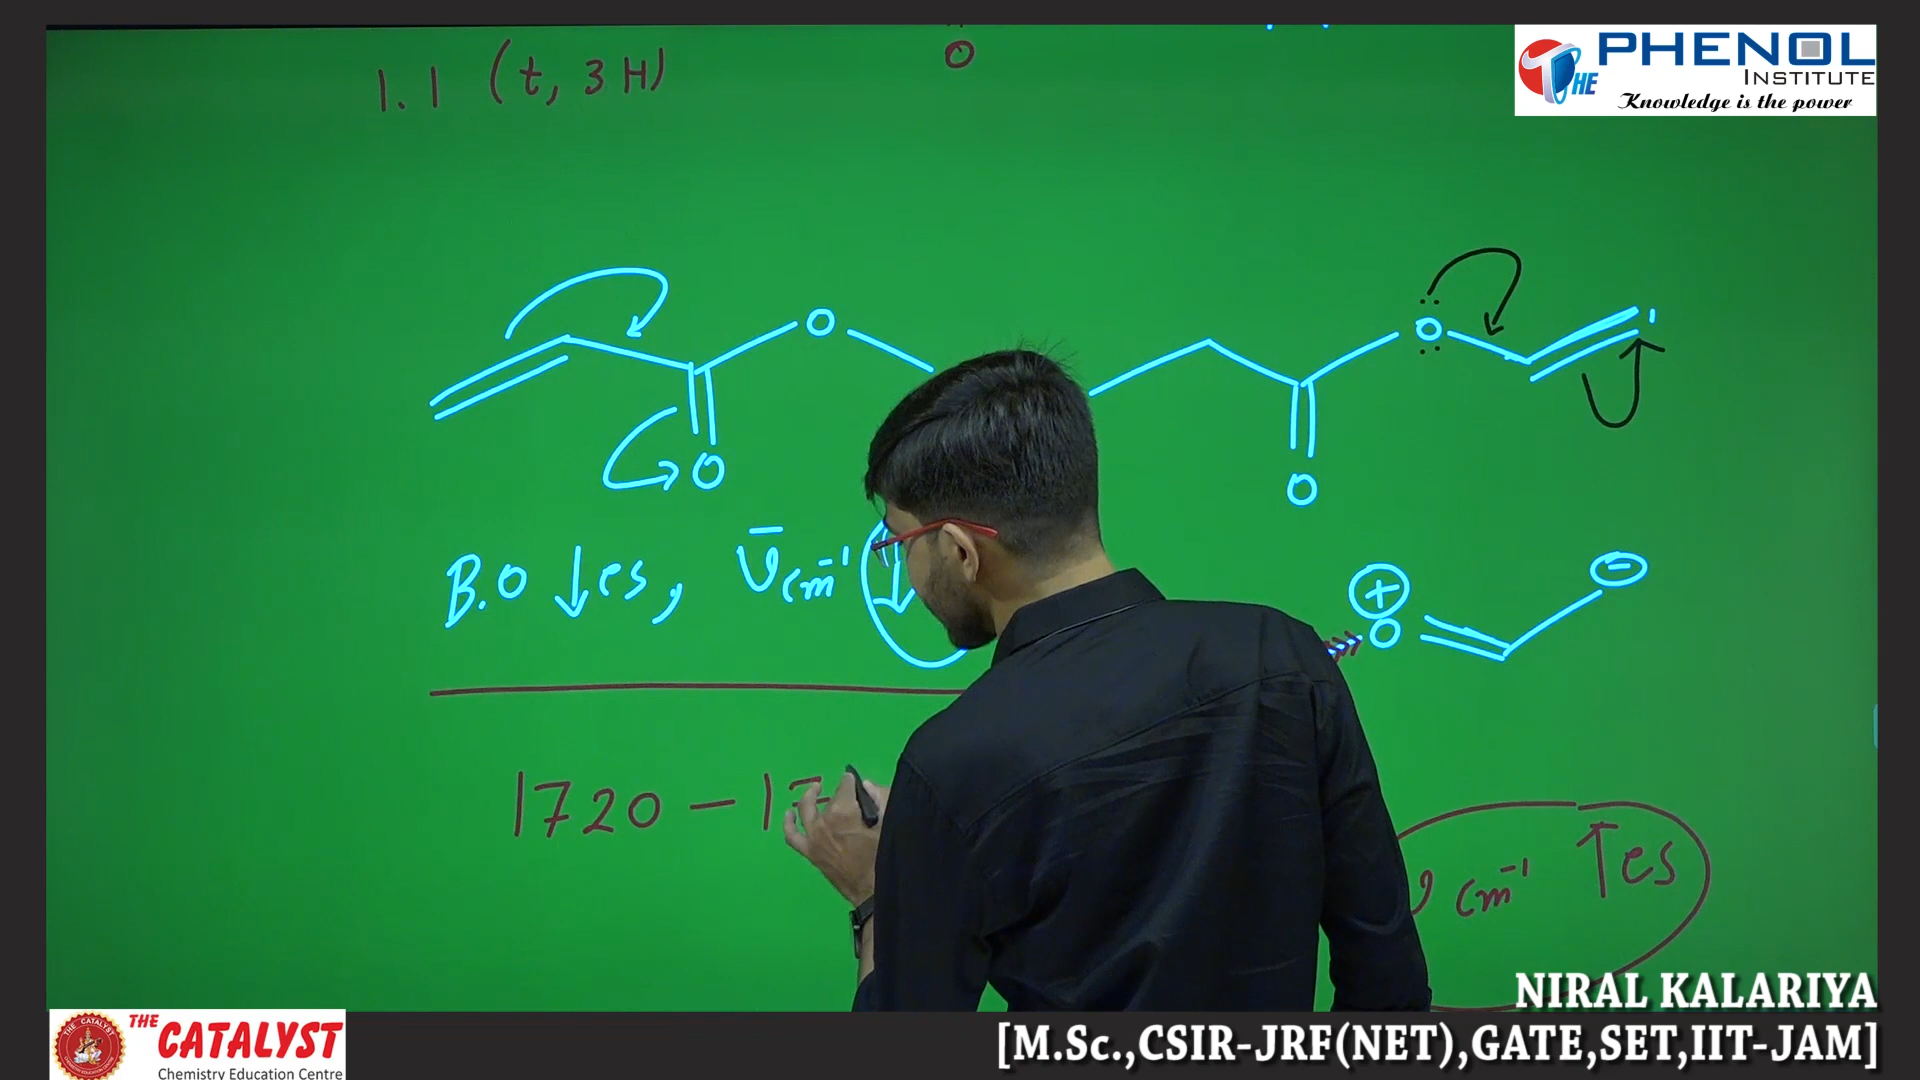 1.1 (t, 3H)
O
THE PHENOL
INSTITUTE
Knowledge is the power
O
O
O
O
B.O ↓es, ν̄ cm⁻¹ ↓
⊕
O
⊖
1720 – 17
ν cm⁻¹ ↑es
NIRAL KALARIYA
[M.Sc.,CSIR-JRF(NET),GATE,SET,IIT-JAM]
THE CATALYST
Chemistry Education Centre